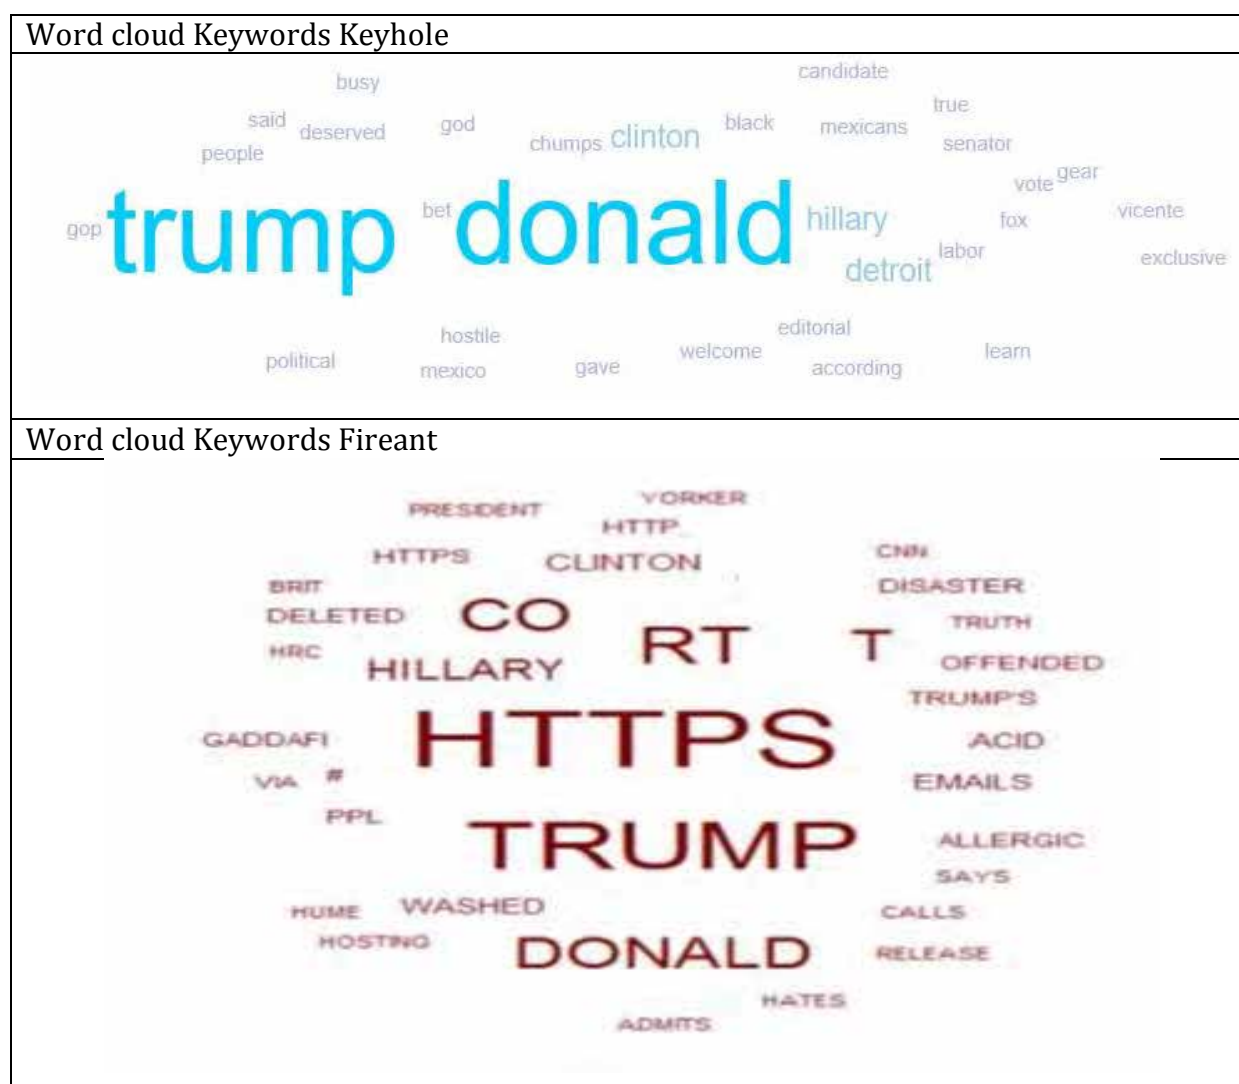 Word cloud Keywords Keyhole
candidate
busy
true
said
deserved
god
chumps
clinton
black
mexicans
senator
people
vote
gear
gop
trump
bet
donald
hillary
fox
vicente
labor
detroit
exclusive
hostile
editorial
political
mexico
gave
welcome
according
learn
Word cloud Keywords Fireant
PRESIDENT
YORKER
HTTP
HTTPS
CLINTON
CNN
BRIT
DISASTER
DELETED
CO
RT
T
TRUTH
HRC
HILLARY
OFFENDED
TRUMP'S
GADDAFI
HTTPS
ACID
VIA
#
EMAILS
PPL
TRUMP
ALLERGIC
SAYS
HUME
WASHED
CALLS
HOSTING
DONALD
RELEASE
HATES
ADMITS